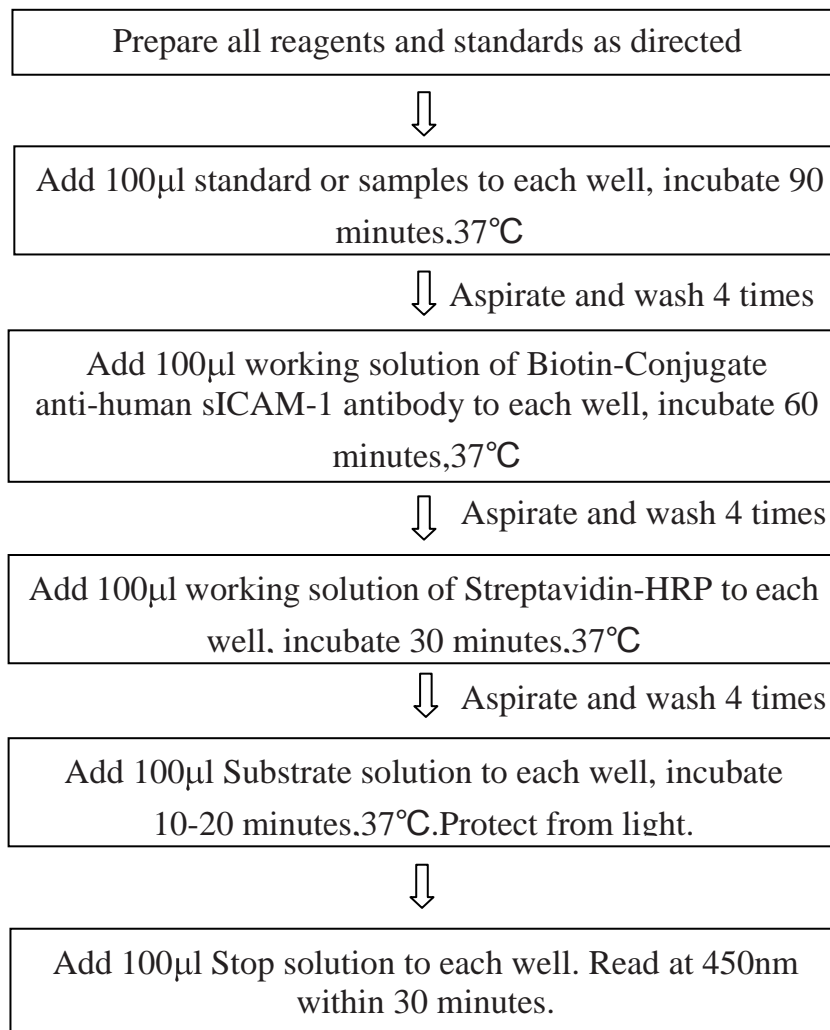 Prepare all reagents and standards as directed
Add 100μl standard or samples to each well, incubate 90
minutes,37℃
Aspirate and wash 4 times
Add 100μl working solution of Biotin-Conjugate
anti-human sICAM-1 antibody to each well, incubate 60
minutes,37℃
Aspirate and wash 4 times
Add 100μl working solution of Streptavidin-HRP to each
well, incubate 30 minutes,37℃
Aspirate and wash 4 times
Add 100μl Substrate solution to each well, incubate
10-20 minutes,37℃.Protect from light.
Add 100μl Stop solution to each well. Read at 450nm
within 30 minutes.